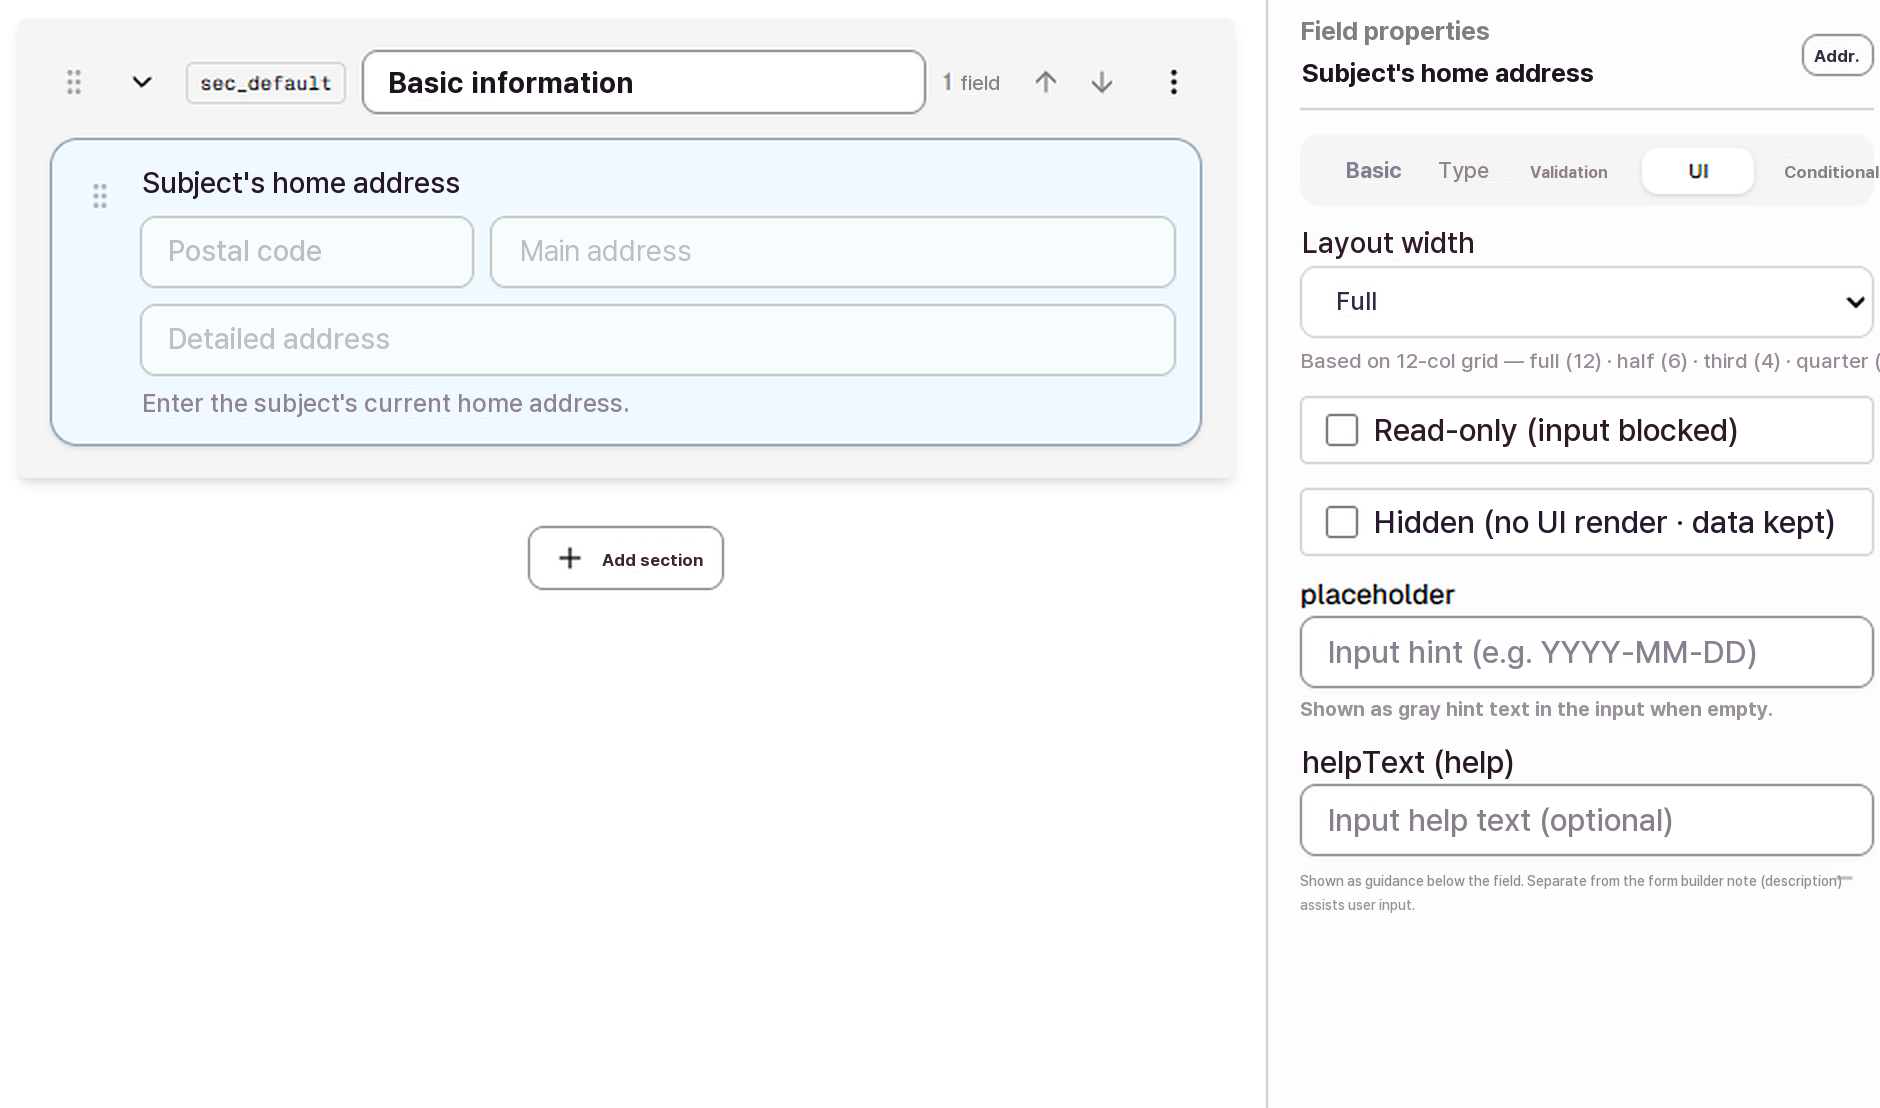 sec_default
Basic information
1 field
Subject's home address
Postal code
Main address
Detailed address
Enter the subject's current home address.
Add section
Field properties
Subject's home address
Addr.
Basic
Type
Validation
UI
Conditional
Layout width
Full
Based on 12-col grid — full (12) · half (6) · third (4) · quarter (
Read-only (input blocked)
Hidden (no UI render · data kept)
placeholder
Input hint (e.g. YYYY-MM-DD)
Shown as gray hint text in the input when empty.
helpText (help)
Input help text (optional)
Shown as guidance below the field. Separate from the form builder note (description)—
assists user input.